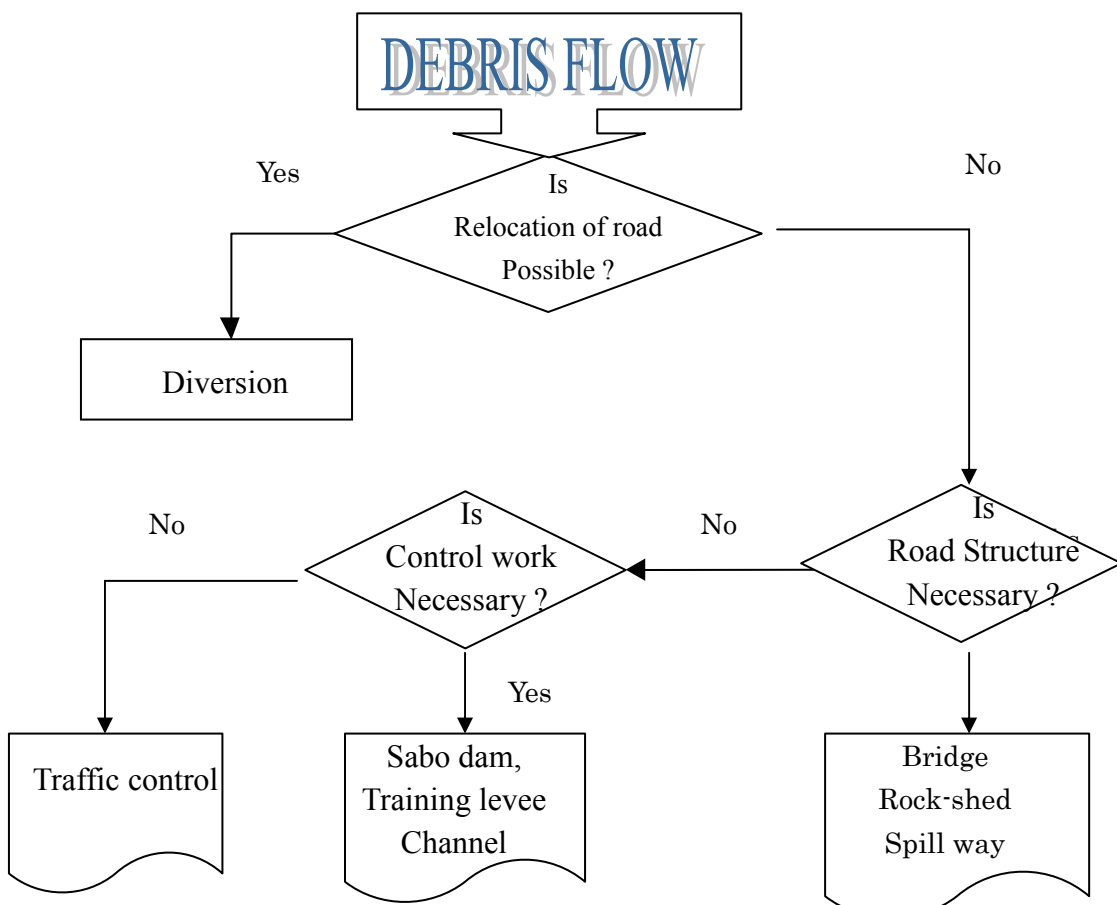 DEBRIS FLOW
Yes
No
Is
Relocation of road
Possible ?
Diversion
No
Is
Control work
Necessary ?
No
Is
Road Structure
Necessary ?
Yes
Traffic control
Sabo dam,
Training levee
Channel
Bridge
Rock-shed
Spill way